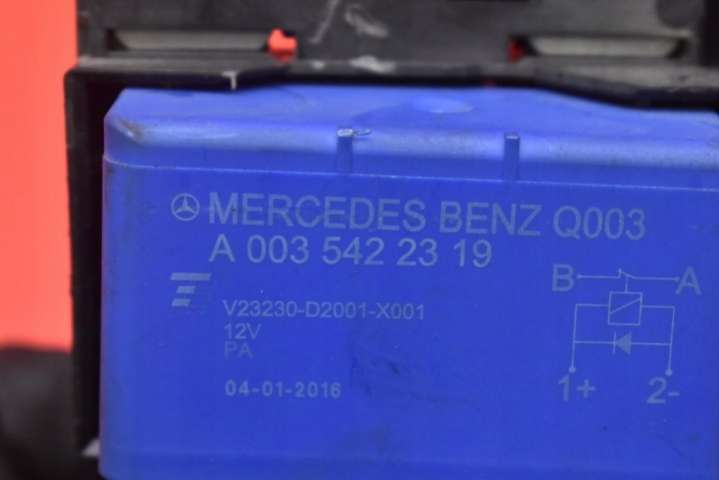 MERCEDES BENZ Q003
A 003 542 23 19
V23230-D2001-X001
12V
PA
04-01-2016
B A
1+ 2-